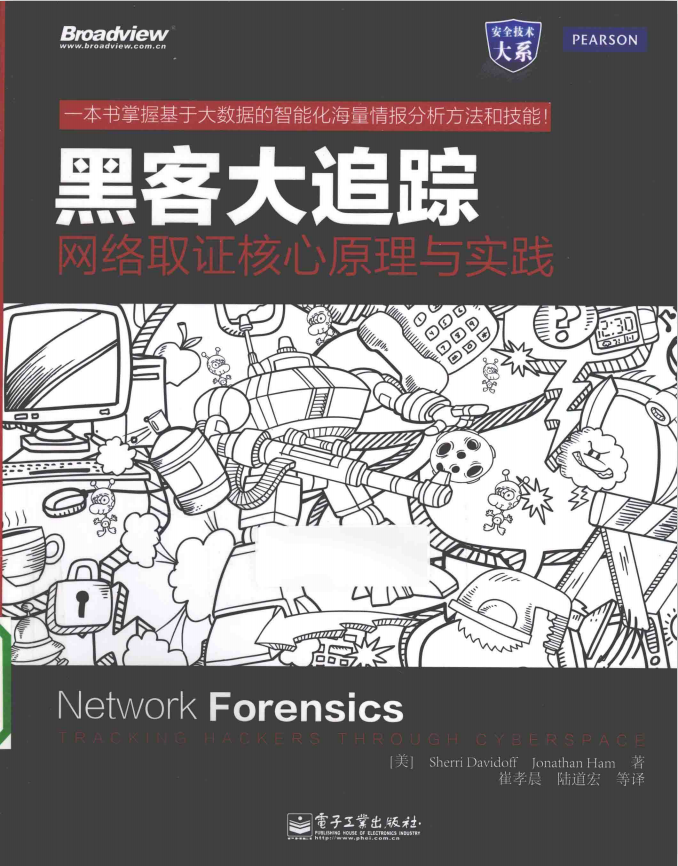 Broadview
www.broadview.com.cn
安全技术
大系
PEARSON
一本书掌握基于大数据的智能化海量情报分析方法和技能!
黑客大追踪
网络取证核心原理与实践
12:30
Network Forensics
TRACKING HACKERS THROUGH CYBERSPACE
[美] Sherri Davidoff Jonathan Ham 著
崔孝晨 陆道宏 等译
電子工業出版社·
PUBLISHING HOUSE OF ELECTRONICS INDUSTRY
http://www.phei.com.cn